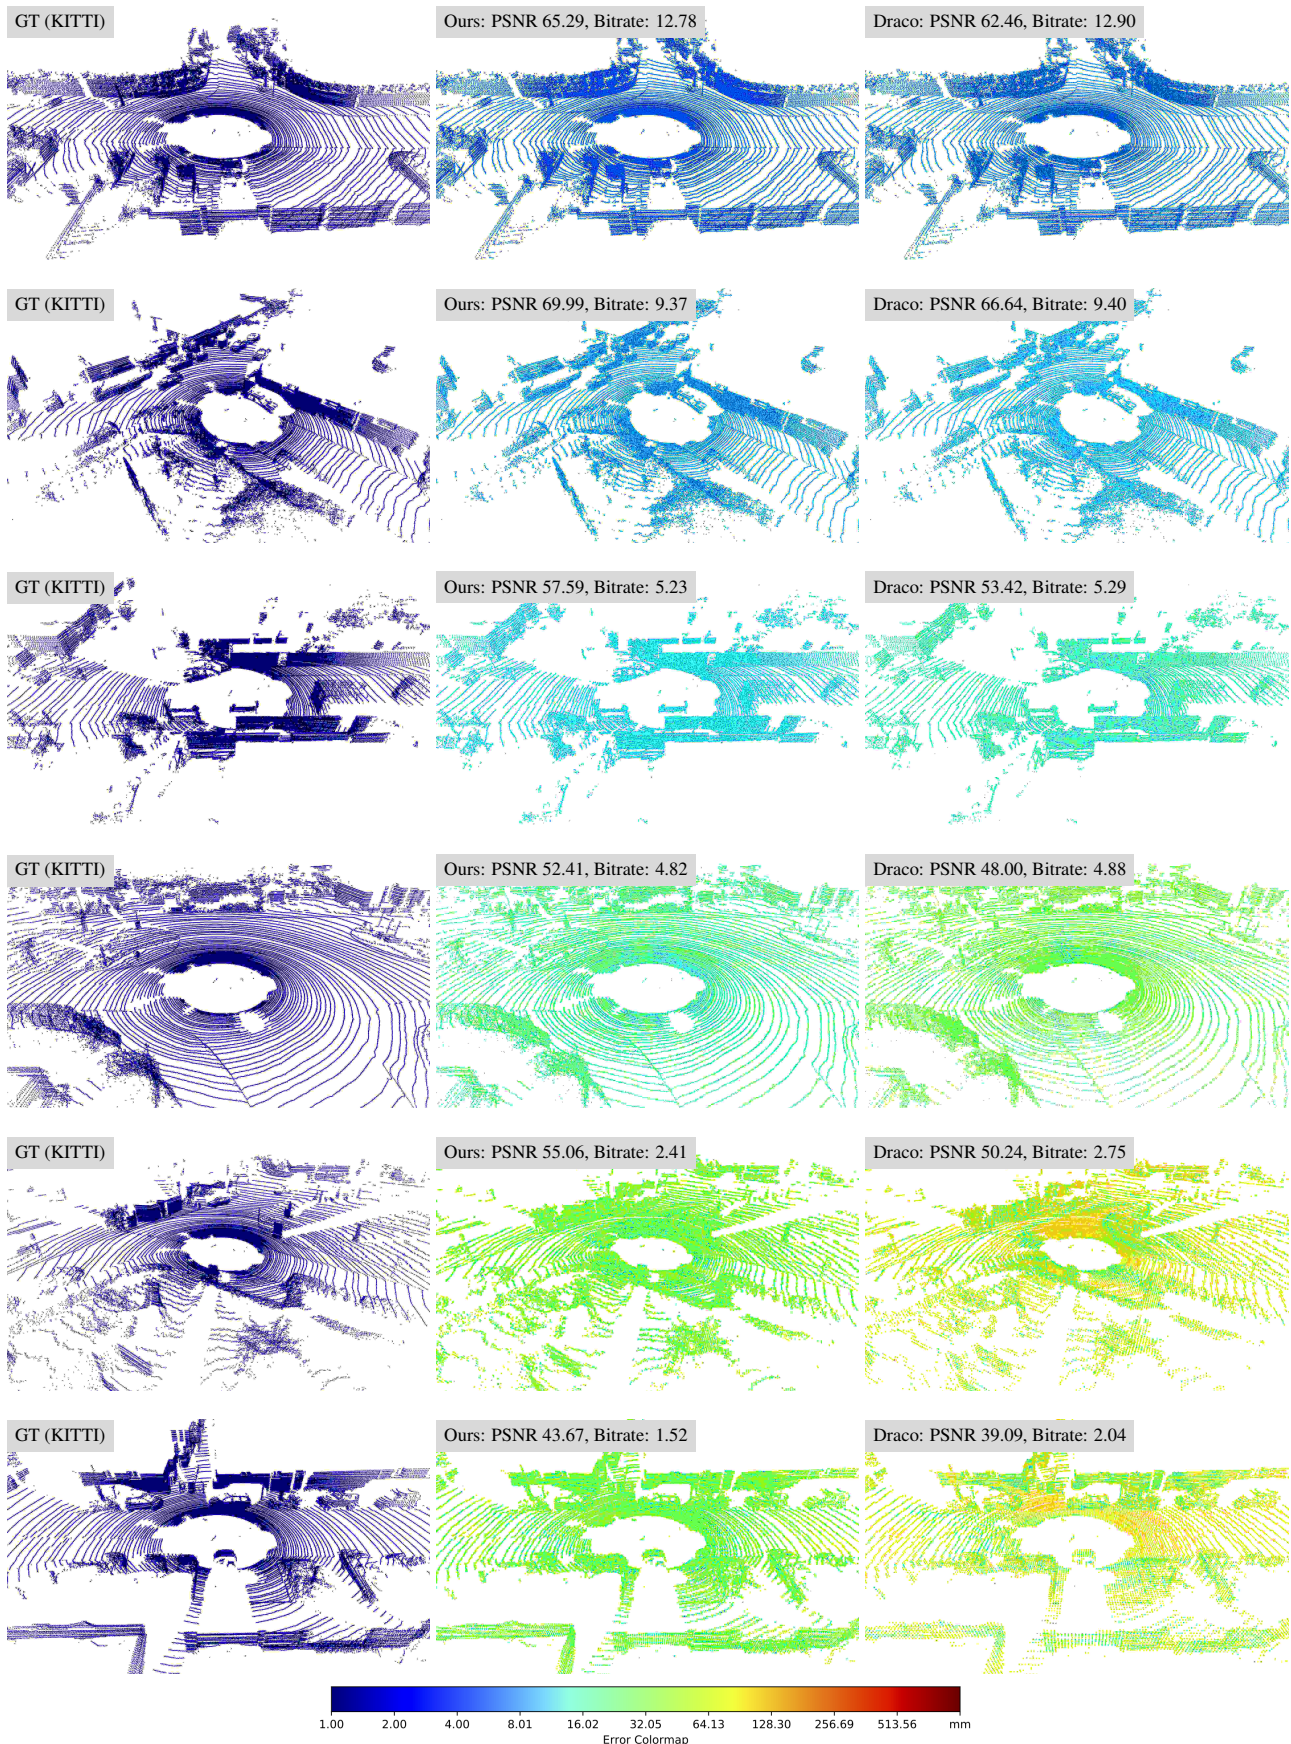 GT (KITTI)
Ours: PSNR 65.29, Bitrate: 12.78
Draco: PSNR 62.46, Bitrate: 12.90
GT (KITTI)
Ours: PSNR 69.99, Bitrate: 9.37
Draco: PSNR 66.64, Bitrate: 9.40
GT (KITTI)
Ours: PSNR 57.59, Bitrate: 5.23
Draco: PSNR 53.42, Bitrate: 5.29
GT (KITTI)
Ours: PSNR 52.41, Bitrate: 4.82
Draco: PSNR 48.00, Bitrate: 4.88
GT (KITTI)
Ours: PSNR 55.06, Bitrate: 2.41
Draco: PSNR 50.24, Bitrate: 2.75
GT (KITTI)
Ours: PSNR 43.67, Bitrate: 1.52
Draco: PSNR 39.09, Bitrate: 2.04
1.00 2.00 4.00 8.01 16.02 32.05 64.13 128.30 256.69 513.56 mm
Error Colormap